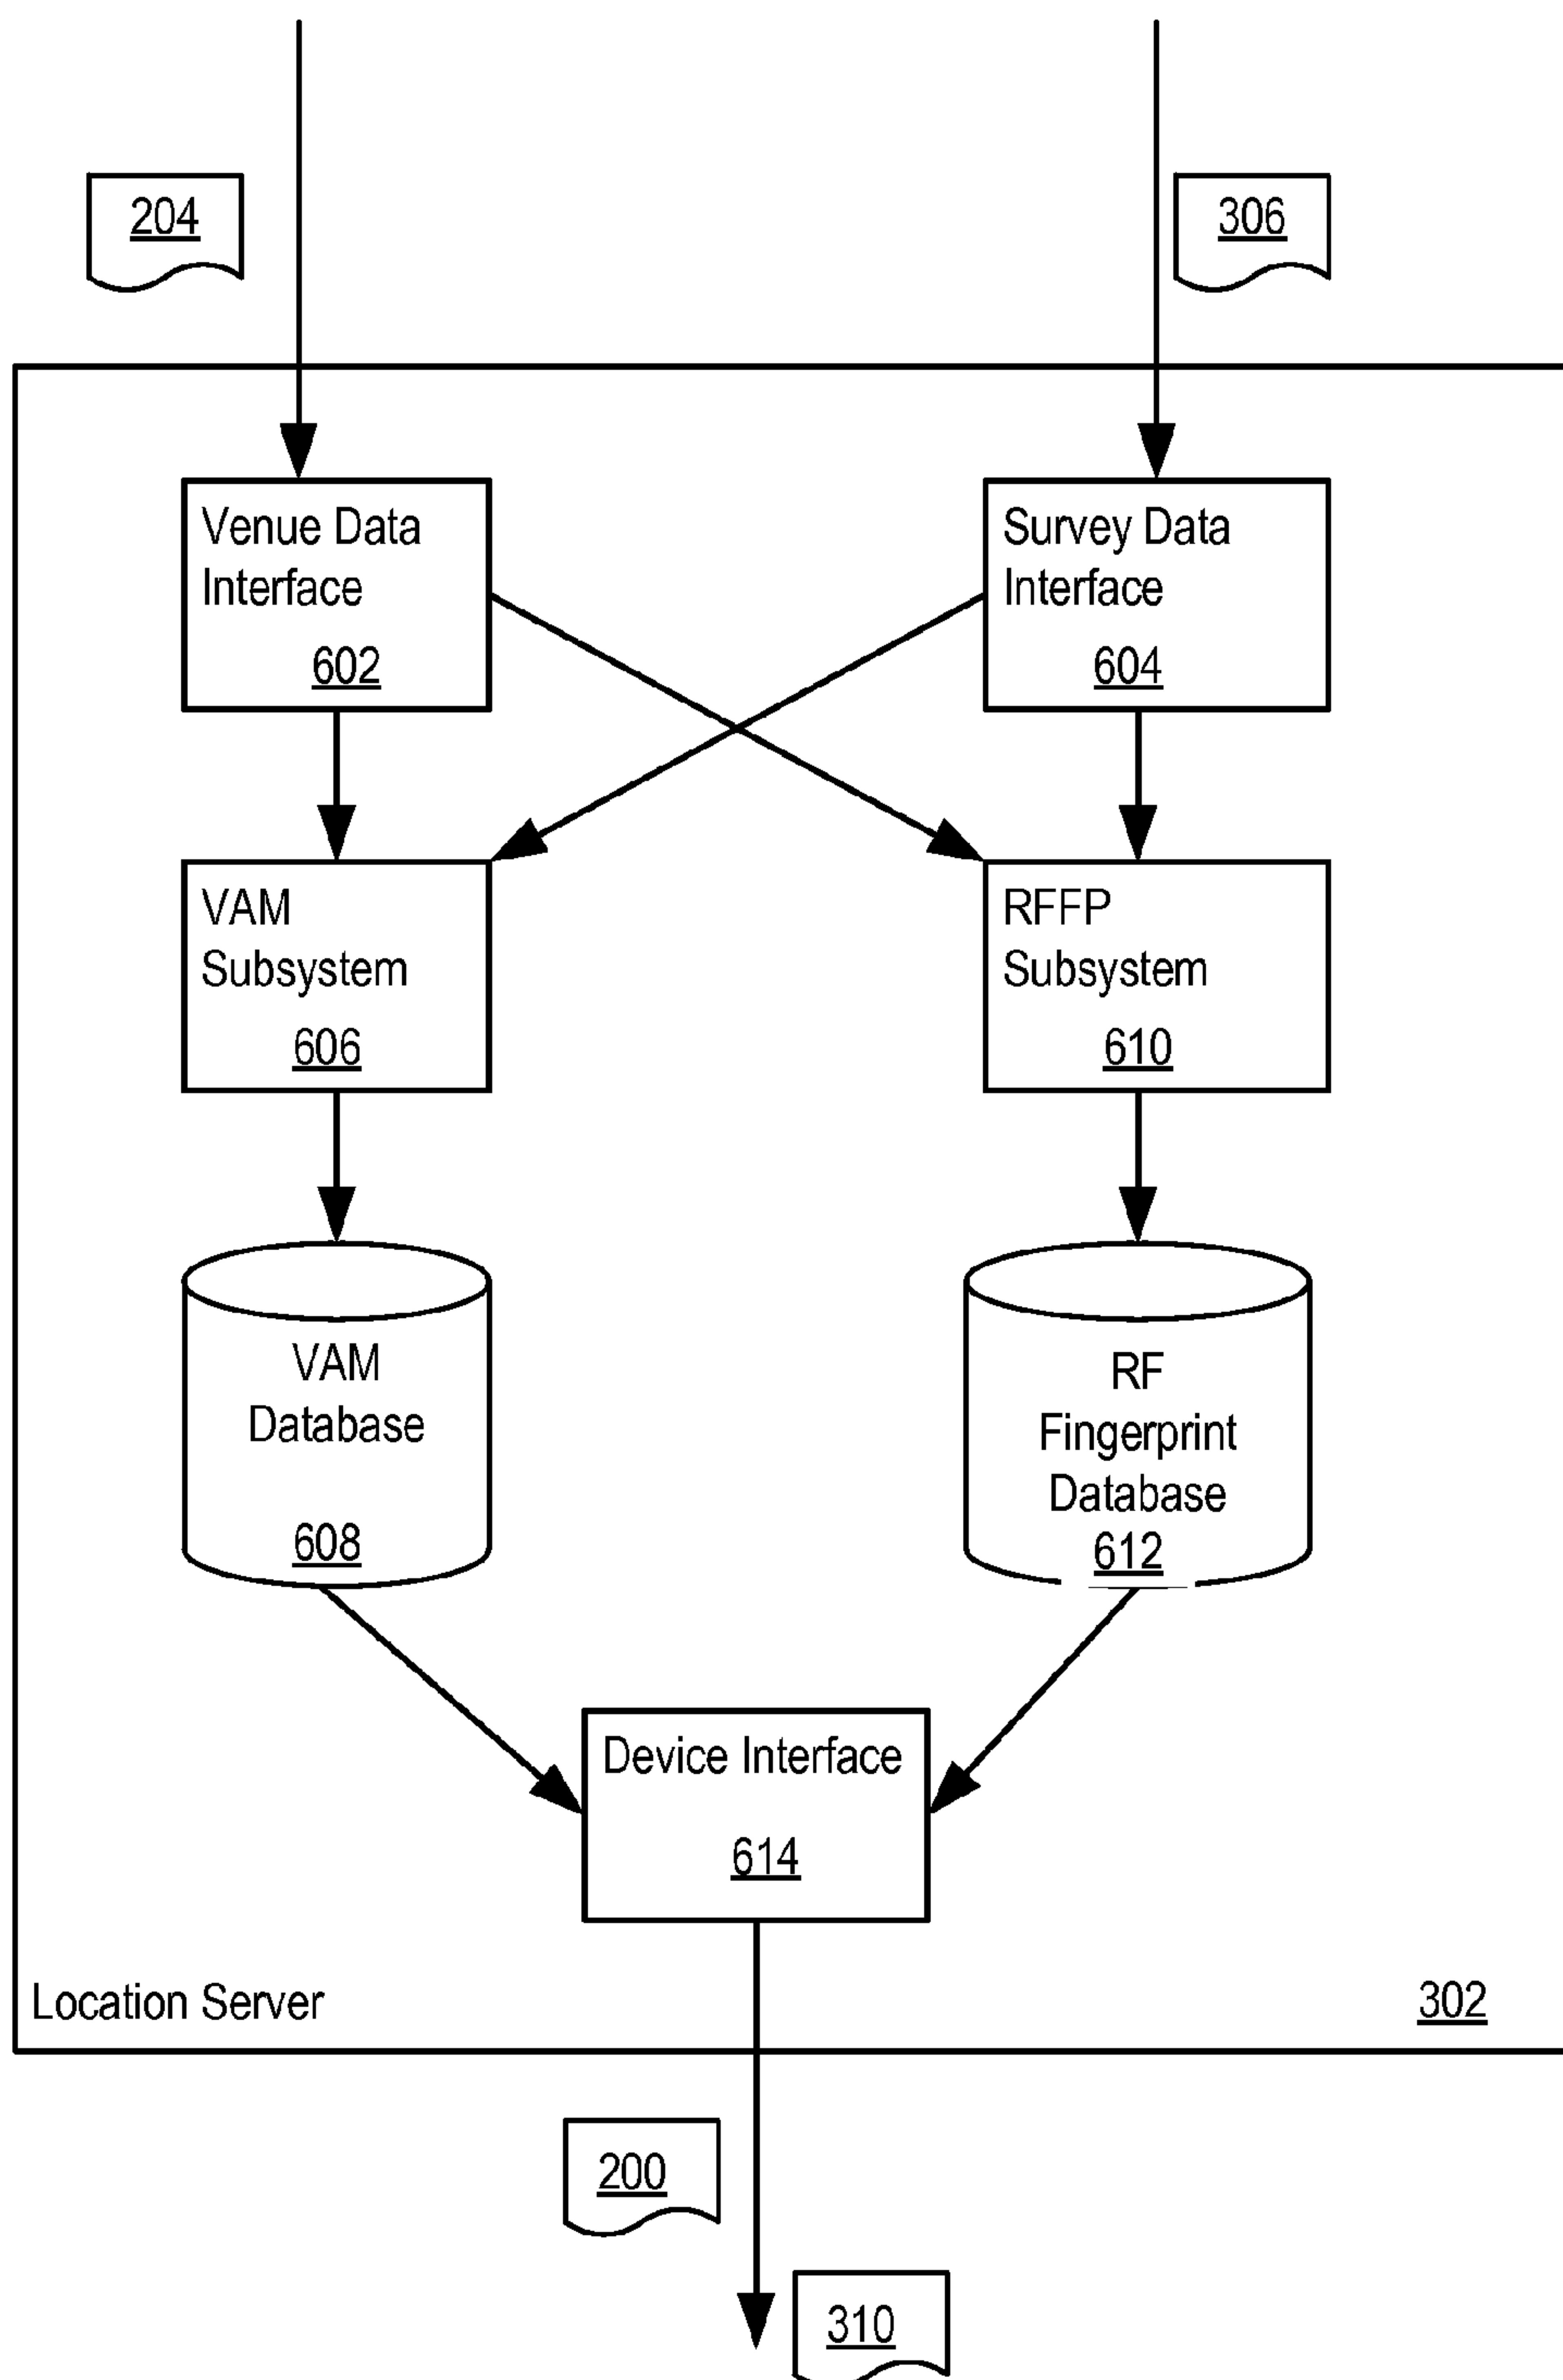 204
306
Venue Data
Interface
602
Survey Data
Interface
604
VAM
Subsystem
606
RFFP
Subsystem
610
VAM
Database
608
RF
Fingerprint
Database
612
Device Interface
614
Location Server
302
200
310